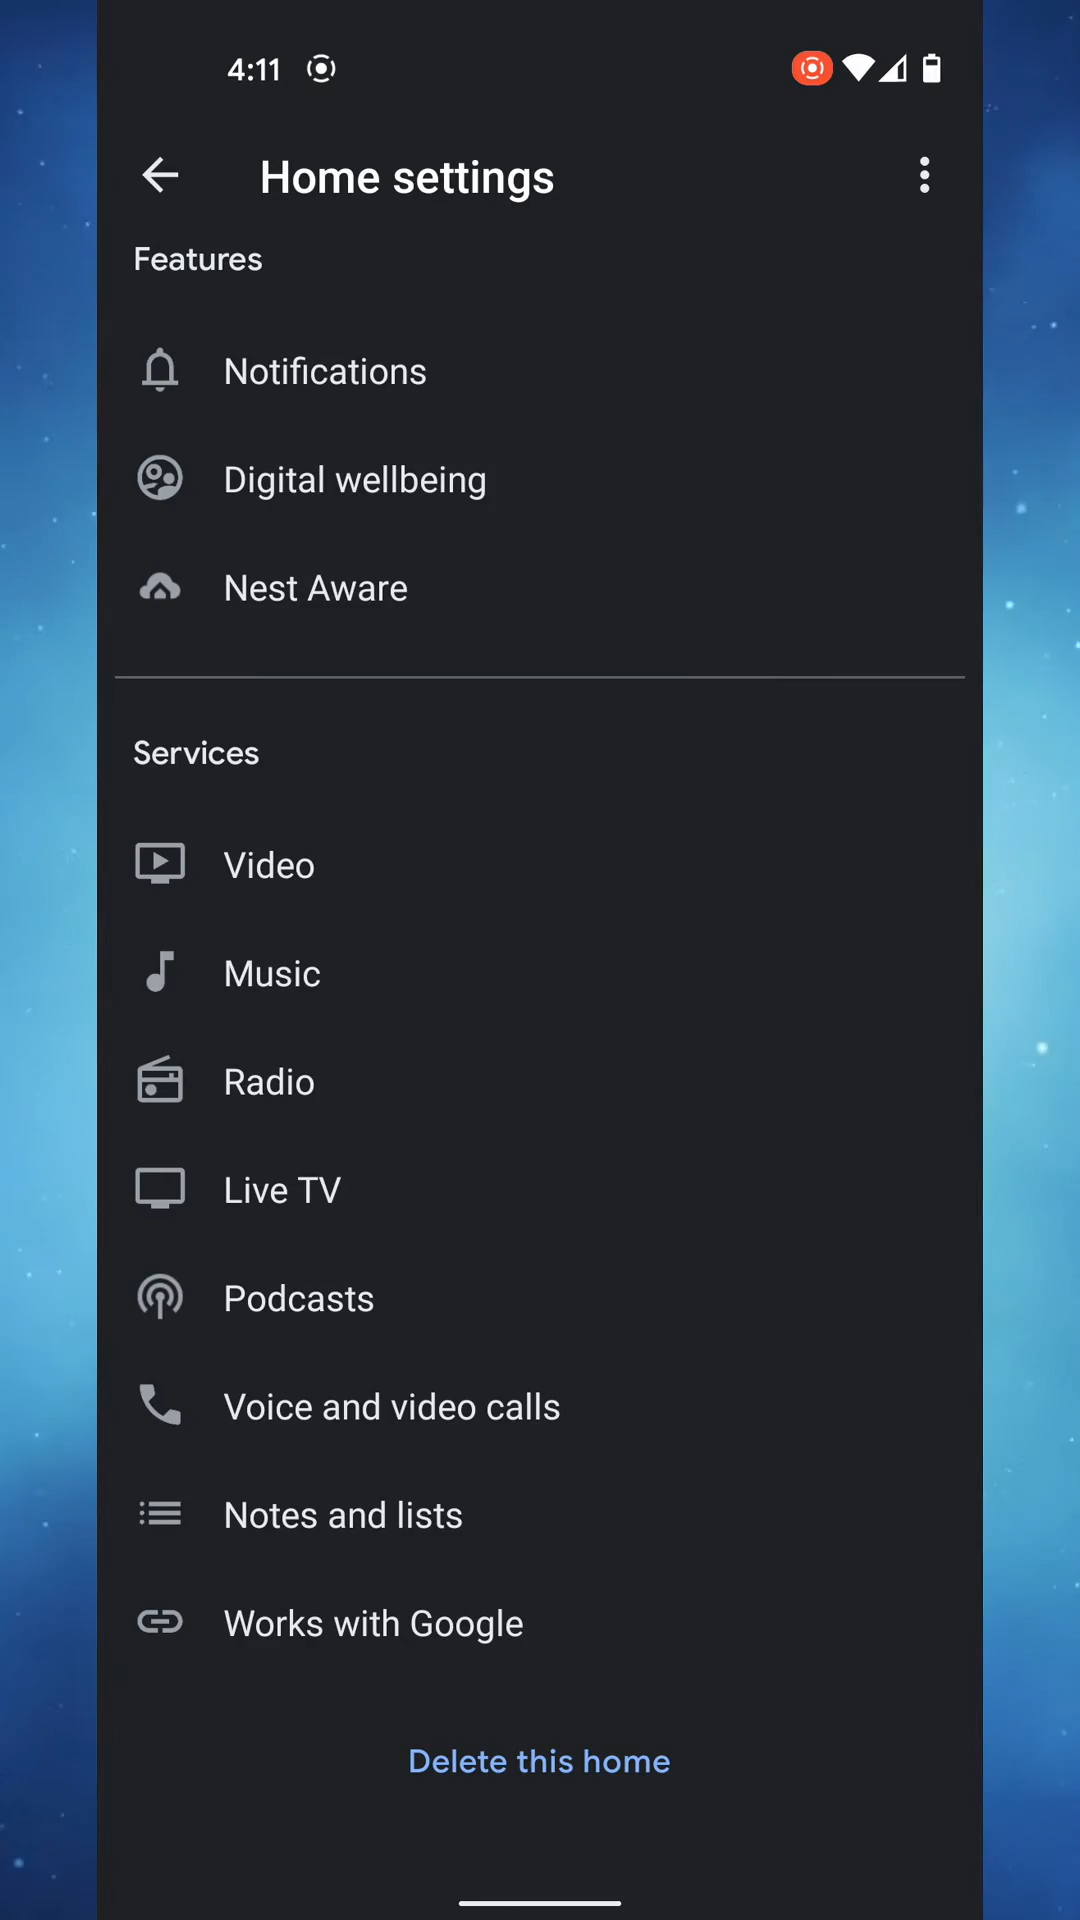 4:11
Home settings
Features
Notifications
Digital wellbeing
Nest Aware
Services
Video
Music
Radio
Live TV
Podcasts
Voice and video calls
Notes and lists
Works with Google
Delete this home